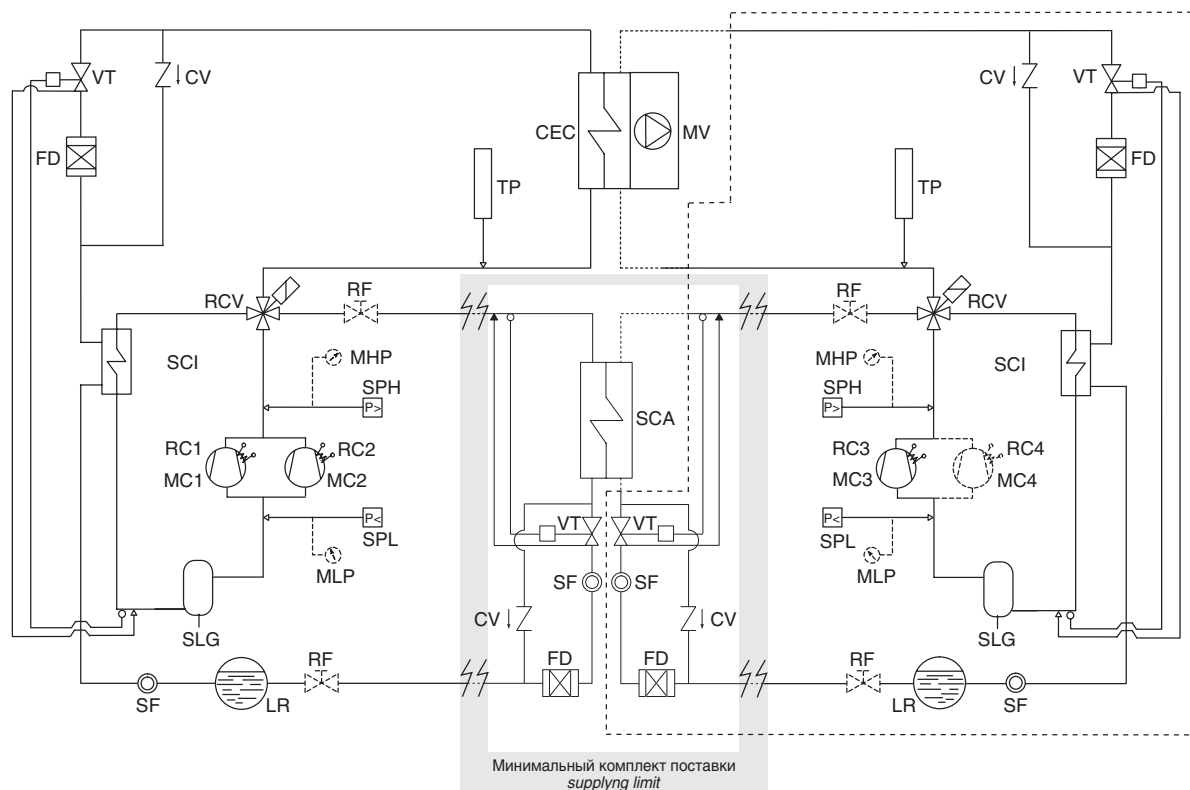 VT
CV
CEC
MV
CV
VT
FD
FD
TP
TP
RCV
RF
RF
RCV
SCI
MHP
MHP
SCI
SPH
P>
SPH
P>
SCA
RC1
RC2
RC3
RC4
MC1
MC2
MC3
MC4
P<
SPL
P<
SPL
VT
MLP
MLP
SF
SF
SLG
CV
CV
SLG
RF
FD
FD
RF
SF
LR
LR
SF
Минимальный комплект поставки
supplyng limit